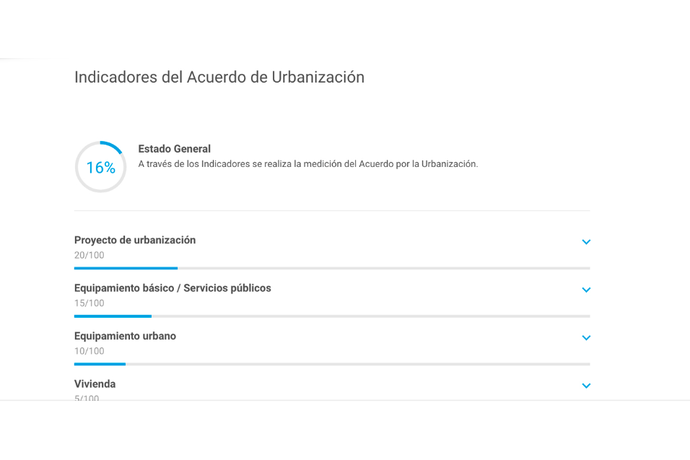 Indicadores del Acuerdo de Urbanización
16%
Estado General
A través de los Indicadores se realiza la medición del Acuerdo por la Urbanización.
Proyecto de urbanización
20/100
Equipamiento básico / Servicios públicos
15/100
Equipamiento urbano
10/100
Vivienda
5/100